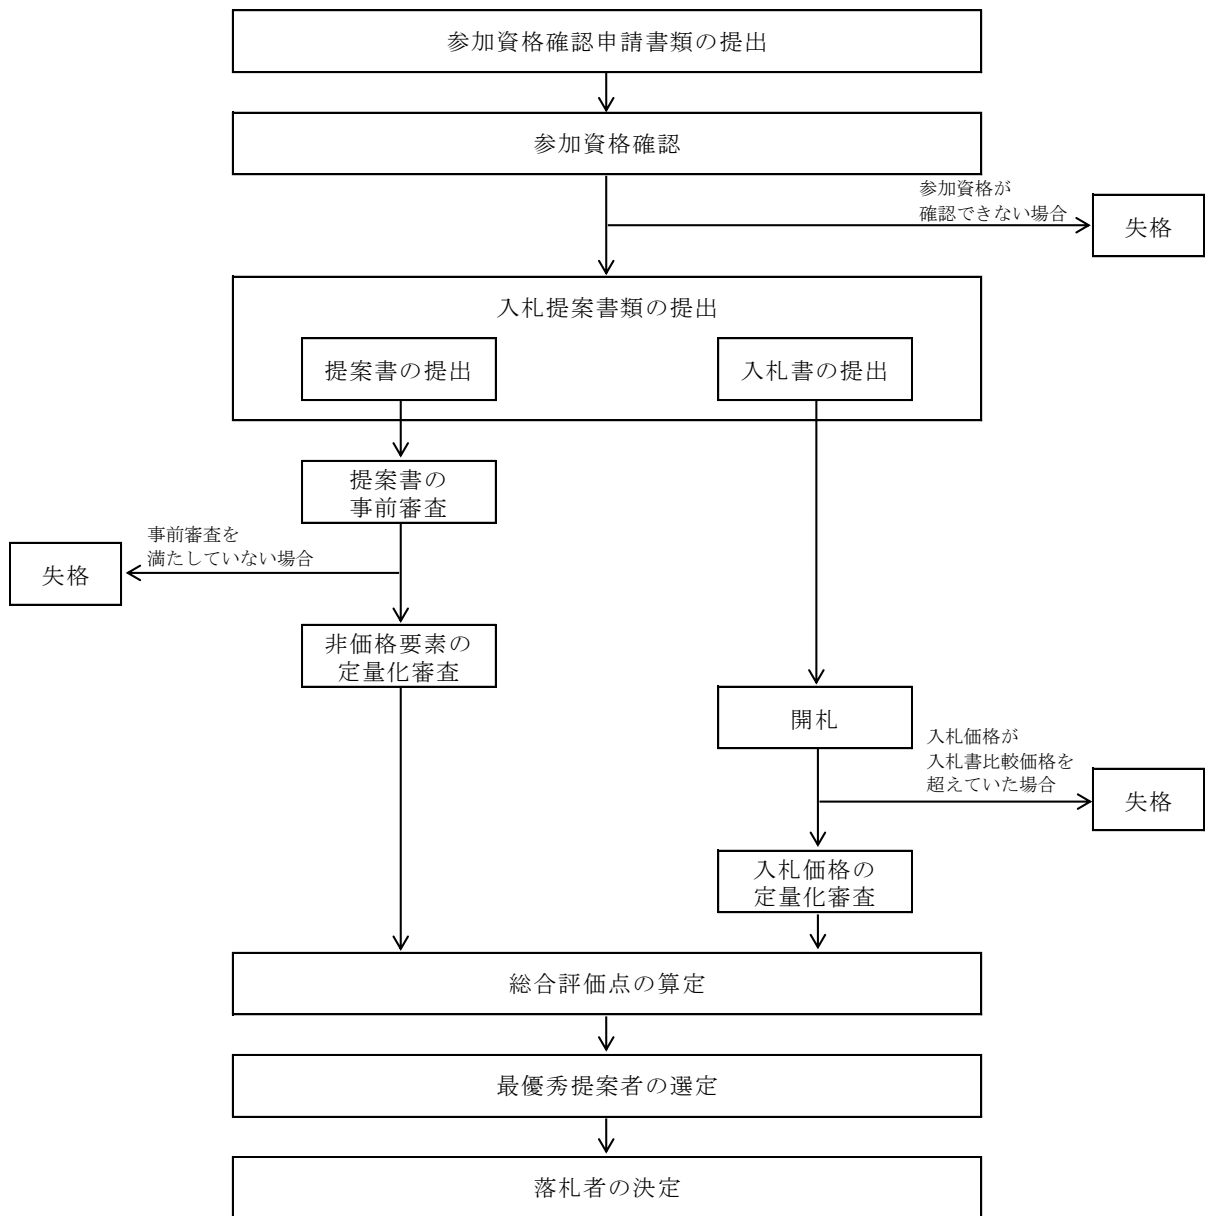 参加資格確認申請書類の提出
参加資格確認
参加資格が
確認できない場合
失格
入札提案書類の提出
提案書の提出
入札書の提出
提案書の
事前審査
事前審査を
満たしていない場合
失格
非価格要素の
定量化審査
開札
入札価格が
入札書比較価格を
超えていた場合
失格
入札価格の
定量化審査
総合評価点の算定
最優秀提案者の選定
落札者の決定